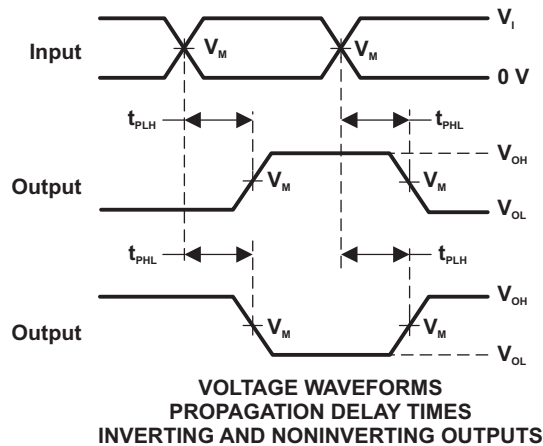 V_I
Input
V_M
V_M
0 V
t_PLH
t_PHL
V_OH
Output
V_M
V_M
V_OL
t_PHL
t_PLH
V_OH
Output
V_M
V_M
V_OL
VOLTAGE WAVEFORMS
PROPAGATION DELAY TIMES
INVERTING AND NONINVERTING OUTPUTS